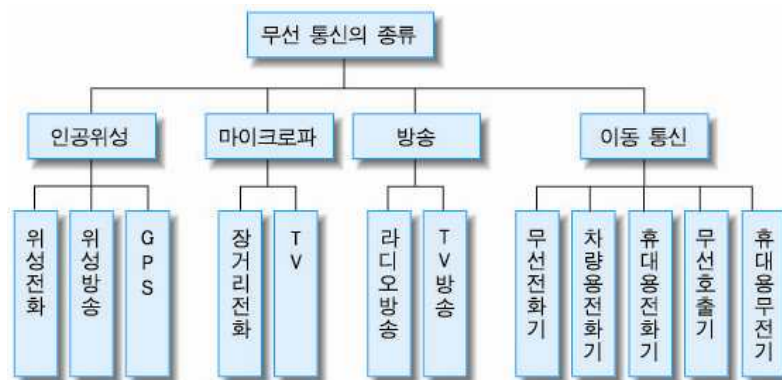 무선 통신의 종류
인공위성
마이크로파
방송
이동 통신
위성전화
위성방송
GPS
장거리전화
TV
라디오방송
TV방송
무선전화기
차량용전화기
휴대용전화기
무선호출기
휴대용무전기